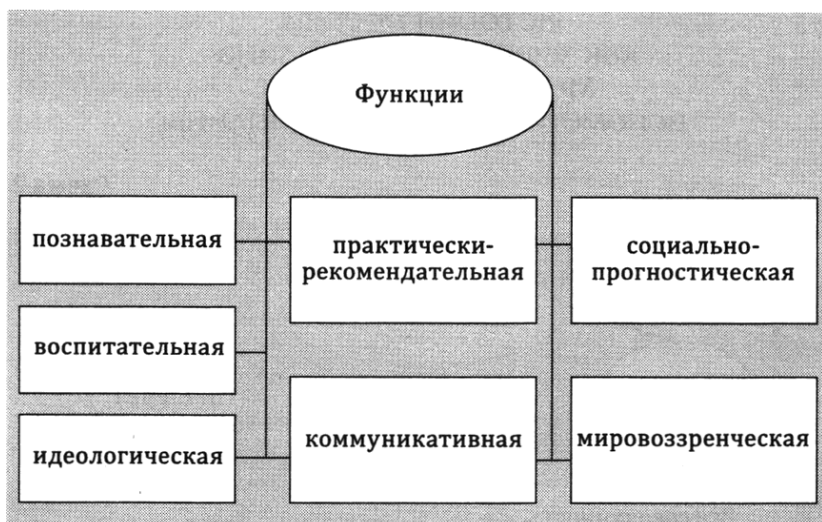 Функции
познавательная
практически-
рекомендательная
социально-
прогностическая
воспитательная
идеологическая
коммуникативная
мировоззренческая